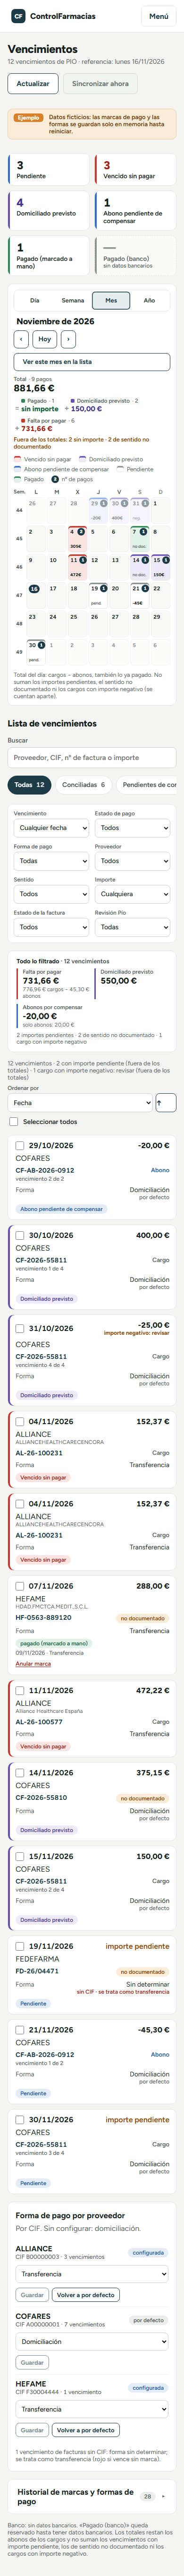 CF ControlFarmacias Menú
Vencimientos
12 vencimientos de PIO · referencia: lunes 16/11/2026
Actualizar Sincronizar ahora
Ejemplo Datos ficticios: las marcas de pago y las
formas se guardan solo en memoria hasta
reiniciar.
3
Pendiente
3
Vencido sin pagar
4
Domiciliado previsto
1
Abono pendiente de
compensar
1
Pagado (marcado a
mano)
—
Pagado (banco)
sin datos bancarios
Día Semana Mes Año
Noviembre de 2026
‹ Hoy ›
Ver este mes en la lista
Total · 9 pagos
881,66 €
Pagado · 1
= sin importe
Domiciliado previsto · 2
+ 150,00 €
Falta por pagar · 6
+ 731,66 €
Fuera de los totales: 2 sin importe · 2 de sentido no
documentado
Vencido sin pagar Domiciliado previsto
Abono pendiente de compensar Pendiente
Pagado nº de pagos
Sem. L M X J V S D
44 26 27 28 29 1 30 1 31 1 1
400€
45 2 3 4 2 5 6 7 1 8
305€ no doc.
46 9 10 11 1 12 13 14 1 15 1
472€ no doc. 150€
47 16 17 18 19 1 20 21 1 22
pend. -45€
48 23 24 25 26 27 28 29
49 30 1 1 2 3 4 5 6
pend.
Total del día: cargos − abonos, también lo ya pagado. No
suman los importes pendientes, el sentido no
documentado ni los cargos en negativo (se
cuentan aparte).
Lista de vencimientos
Buscar
Proveedor, CIF, nº de factura o importe
Todas 12 Conciliadas 6 Pendientes de con
Vencimiento Estado de pago
Cualquier fecha Todos
Forma de pago Proveedor
Todas Todos
Sentido Importe
Todos Cualquiera
Estado de la factura Revisión Pio
Todos Todas
Todo lo filtrado · 12 vencimientos
Falta por pagar
731,66 €
776,96 € cargos − 45,30 €
abonos
Domiciliado previsto
550,00 €
Abonos por compensar
-20,00 €
solo abonos: 20,00 €
2 importes pendientes · 2 de sentido no documentado · 1
cargo en importe negativo
12 vencimientos · 2 con importe pendiente (fuera de los
totales) · 1 cargo con importe negativo: revisar (fuera de los
totales)
Ordenar por
Fecha ↑
Seleccionar todos
29/10/2026 -20,00 €
COFARES
CF-AB-2026-0912 Abono
vencimiento 2 de 2
Forma Domiciliación
por defecto
Abono pendiente de compensar
30/10/2026 400,00 €
COFARES
CF-2026-55811 Cargo
vencimiento 1 de 4
Forma Domiciliación
por defecto
Domiciliado previsto
31/10/2026 -25,00 €
importe negativo: revisar
COFARES
CF-2026-55811 Cargo
vencimiento 4 de 4
Forma Domiciliación
por defecto
Domiciliado previsto
04/11/2026 152,37 €
ALLIANCE
ALLIANCEHEALTHCARECENCORA
AL-26-100231 Cargo
Forma Transferencia
Vencido sin pagar
04/11/2026 152,37 €
ALLIANCE
ALLIANCEHEALTHCARECENCORA
AL-26-100231 Cargo
Forma Transferencia
Vencido sin pagar
07/11/2026 288,00 €
HEFAME
HDAD.FMCTCA.MEDIT.,S.C.L.
HF-0563-889120 no documentado
Forma Transferencia
pagado (marcado a mano)
09/11/2026 · Transferencia
Anular marca
11/11/2026 472,22 €
ALLIANCE
Alliance Healthcare España
AL-26-100577 Cargo
Forma Transferencia
Vencido sin pagar
14/11/2026 375,15 €
COFARES
CF-2026-55810 no documentado
Forma Domiciliación
por defecto
Domiciliado previsto
15/11/2026 150,00 €
COFARES
CF-2026-55811 Cargo
vencimiento 2 de 4
Forma Domiciliación
por defecto
Domiciliado previsto
19/11/2026 importe pendiente
FEDEFARMA
FD-26/04471 no documentado
Forma Sin determinar
sin CIF · se trata como transferencia
Pendiente
21/11/2026 -45,30 €
COFARES
CF-AB-2026-0912 Abono
vencimiento 1 de 2
Forma Domiciliación
por defecto
Pendiente
30/11/2026 importe pendiente
COFARES
CF-2026-55811 Cargo
vencimiento 3 de 4
Forma Domiciliación
por defecto
Pendiente
Forma de pago por proveedor
Por CIF. Sin configurar: domiciliación.
ALLIANCE configurada
CIF B00000003 · 3 vencimientos
Transferencia
Guardar Volver a por defecto
COFARES por defecto
CIF A00000001 · 7 vencimientos
Domiciliación
Guardar
HEFAME configurada
CIF F30004444 · 1 vencimiento
Transferencia
Guardar Volver a por defecto
1 vencimiento de facturas sin CIF: forma sin determinar;
se trata como transferencia (rojo si vence sin marca).
Historial de marcas y formas de
pago 28
Banco: sin datos bancarios. «Pagado (banco)» queda
reservado hasta tener datos bancarios. Los totales restan los
abonos de los cargos y no suman los vencimientos con
importe pendiente, los de sentido no documentado ni los
cargos con importe negativo.